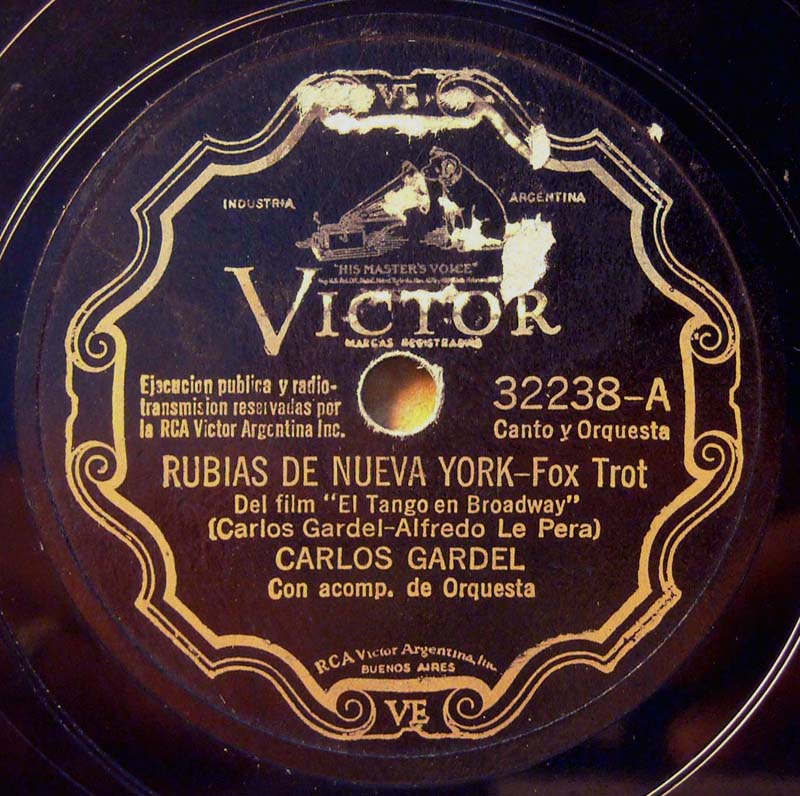 VE
INDUSTRIA
ARGENTINA
"HIS MASTER'S VOICE"
VICTOR
MARCAS REGISTRADAS
Ejecucion publica y radio-
transmision reservadas por
la RCA Victor Argentina Inc.
32238-A
Canto y Orquesta
RUBIAS DE NUEVA YORK-Fox Trot
Del film "El Tango en Broadway"
(Carlos Gardel-Alfredo Le Pera)
CARLOS GARDEL
Con acomp. de Orquesta
RCA Victor Argentina, Inc.
BUENOS AIRES
VE